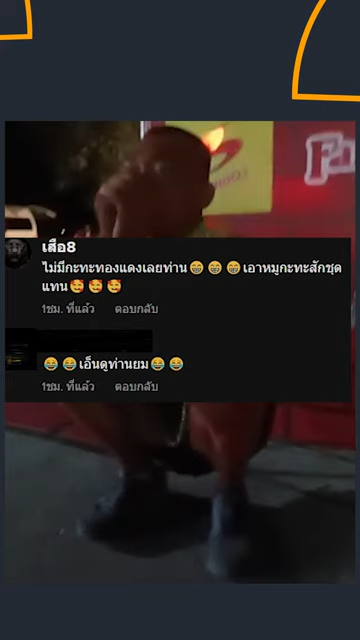 เสือ8
ไม่มีกะทะทองแดงเลยท่าน😁😁😁เอาหมูกะทะสักชุด
แทน🥰🥰🥰
1ชม. ที่แล้ว ตอบกลับ
😂😂เอ็นดูท่านยม😂😂
1ชม. ที่แล้ว ตอบกลับ